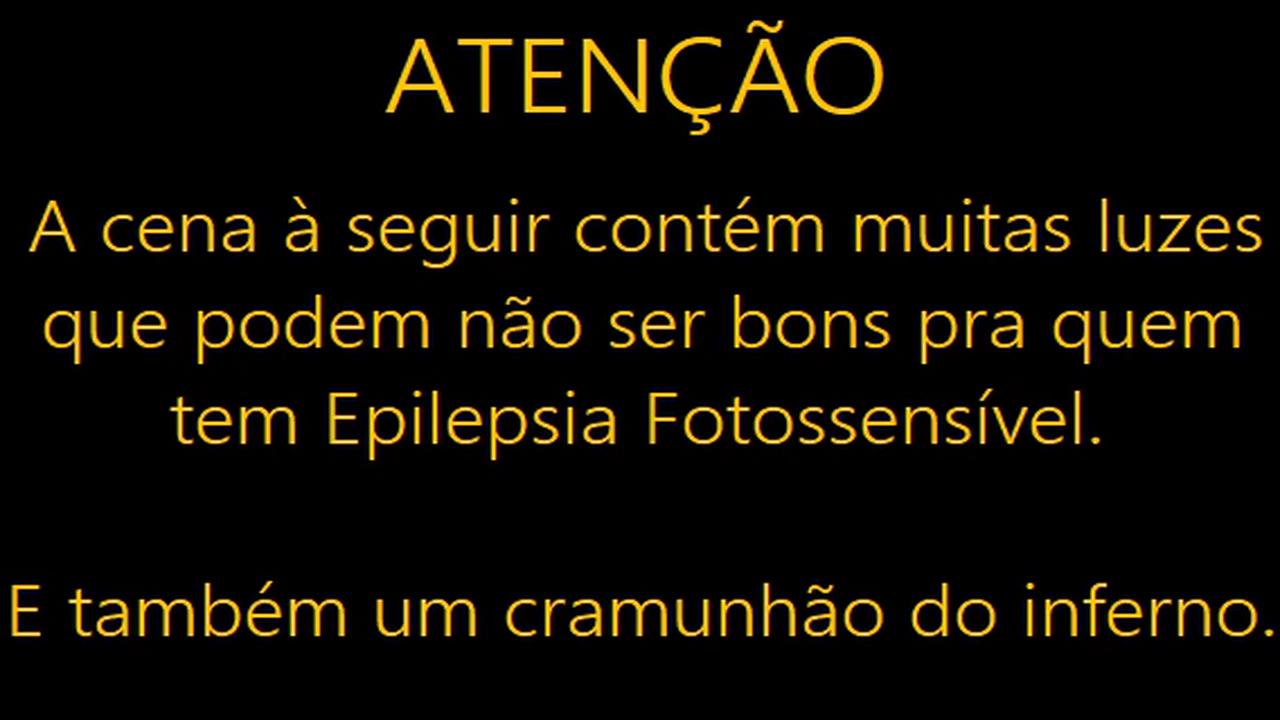 ATENÇÃO
A cena à seguir contém muitas luzes
que podem não ser bons pra quem
tem Epilepsia Fotossensível.
E também um cramunhão do inferno.